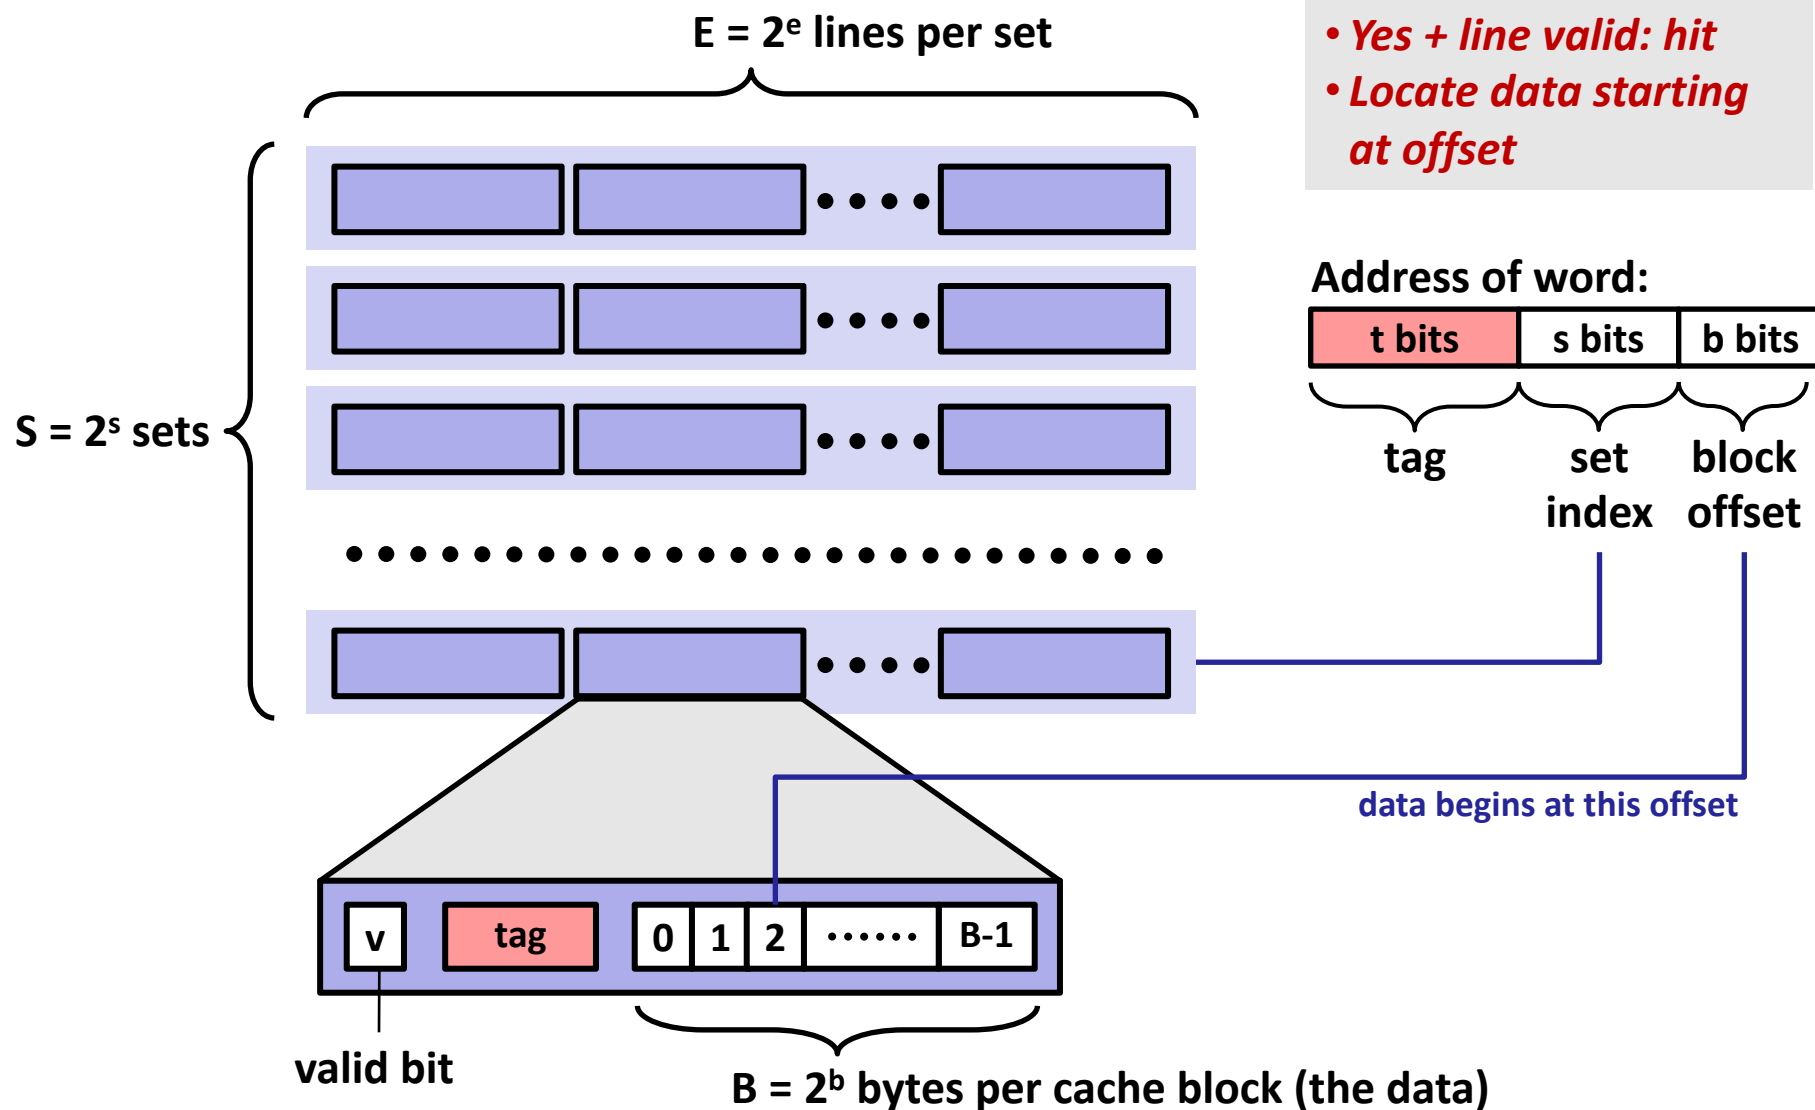 E = 2ᵉ lines per set
• Yes + line valid: hit
• Locate data starting
at offset
Address of word:
t bits s bits b bits
S = 2ˢ sets
tag set block
index offset
data begins at this offset
v tag 0 1 2 •••••• B-1
valid bit
B = 2ᵇ bytes per cache block (the data)